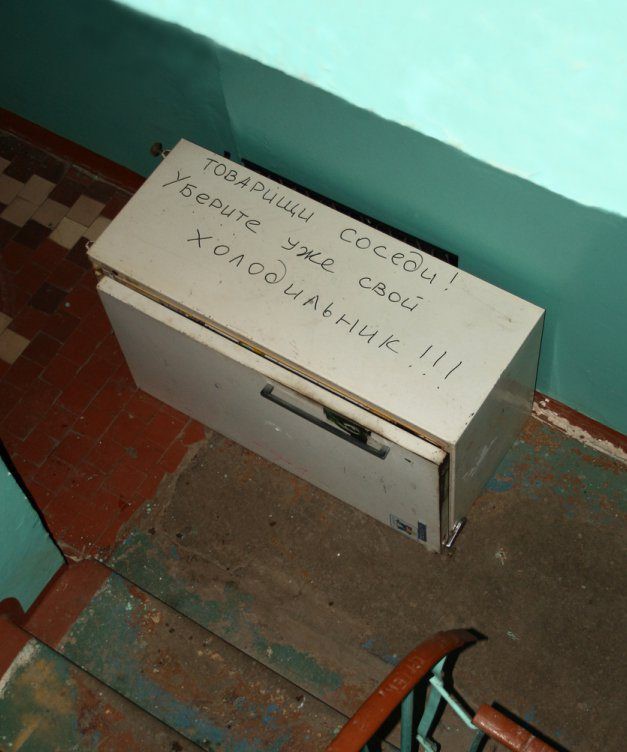 ТОВАРИЩИ СОСЕДИ!
УБЕРИТЕ УЖЕ СВОЙ
ХОЛОДИЛЬНИК !!!